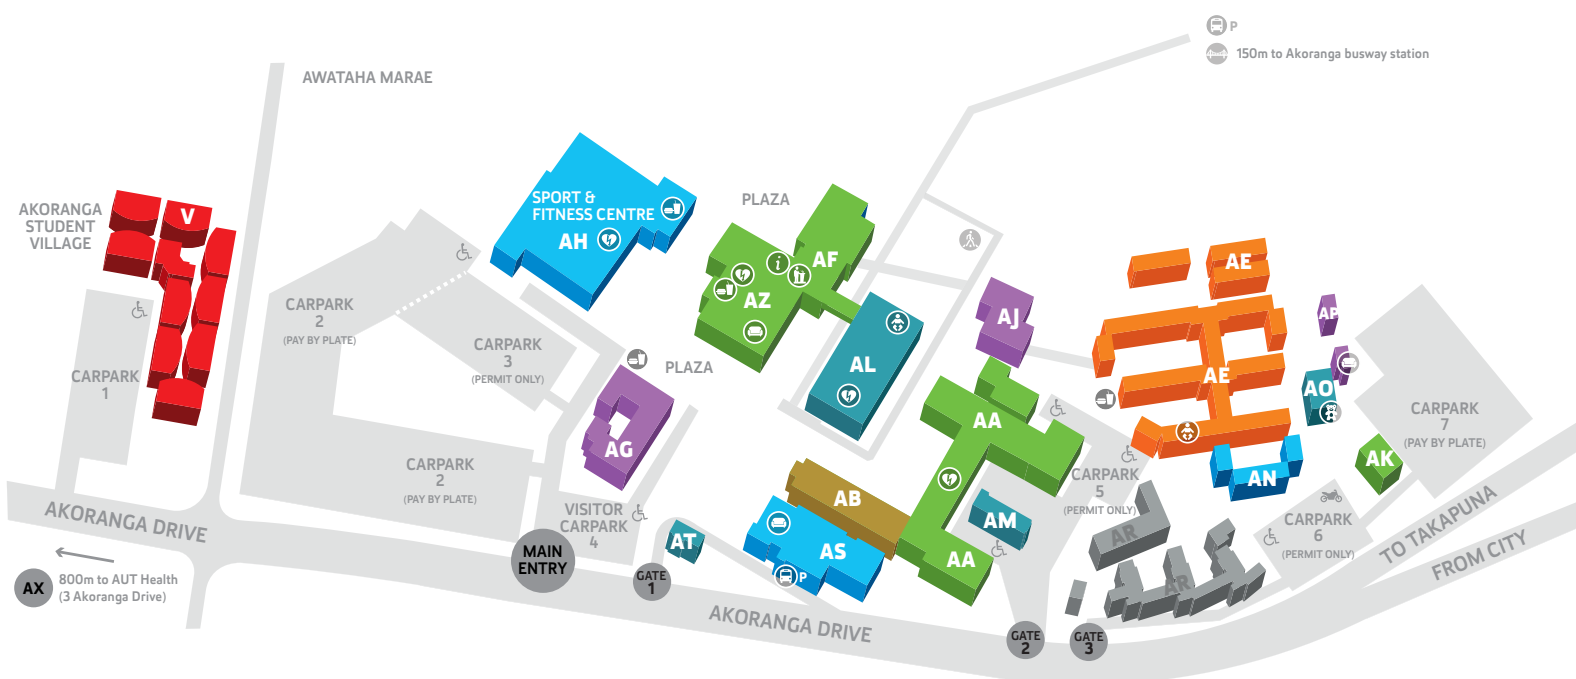 P
150m to Akoranga busway station
AWATAHA MARAE
AKORANGA
STUDENT
VILLAGE
V
CARPARK
1
CARPARK
2
(PAY BY PLATE)
CARPARK
3
(PERMIT ONLY)
CARPARK
2
(PAY BY PLATE)
SPORT &
FITNESS CENTRE
AH
PLAZA
AF
i
AZ
PLAZA
AL
AG
AJ
AE
AE
AP
AO
AA
AK
AN
CARPARK
7
(PAY BY PLATE)
CARPARK
5
(PERMIT ONLY)
CARPARK
6
(PERMIT ONLY)
AB
AS
P
AA
AM
AR
AR
AT
VISITOR
CARPARK
4
MAIN
ENTRY
GATE
1
GATE
2
GATE
3
AKORANGA DRIVE
AKORANGA DRIVE
TO TAKAPUNA
FROM CITY
AX
800m to AUT Health
(3 Akoranga Drive)